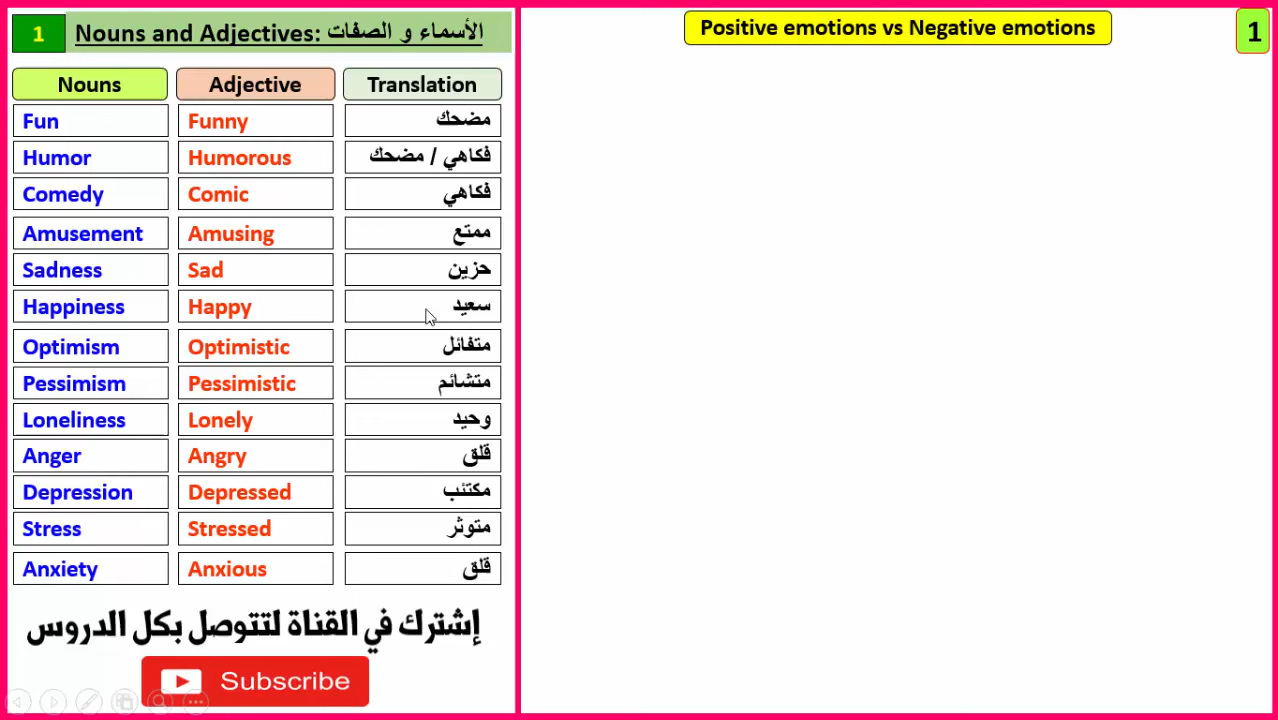 1 Nouns and Adjectives: الأسماء و الصفات
Nouns Adjective Translation
Fun Funny مضحك
Humor Humorous فكاهي / مضحك
Comedy Comic فكاهي
Amusement Amusing ممتع
Sadness Sad حزين
Happiness Happy سعيد
Optimism Optimistic متفائل
Pessimism Pessimistic متشائم
Loneliness Lonely وحيد
Anger Angry قلق
Depression Depressed مكتئب
Stress Stressed متوثر
Anxiety Anxious قلق
إشترك في القناة لتتوصل بكل الدروس
Subscribe
Positive emotions vs Negative emotions
1